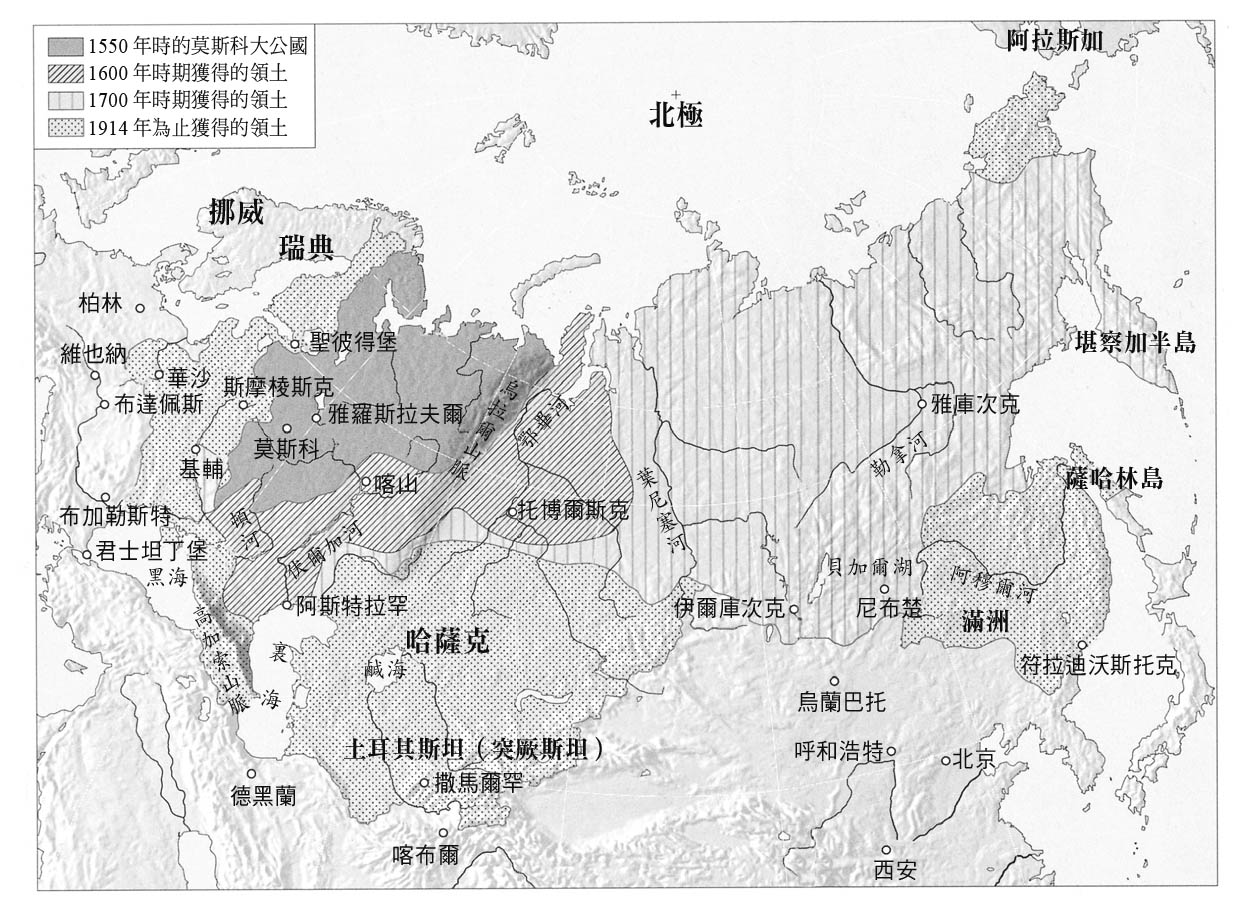 1550 年時的莫斯科大公國
1600 年時期獲得的領土
1700 年時期獲得的領土
1914 年為止獲得的領土
阿拉斯加
北極
挪威
瑞典
柏林
聖彼得堡
維也納
華沙
布達佩斯
斯摩棱斯克
雅羅斯拉夫爾
莫斯科
基輔
喀山
烏拉爾山脈
鄂畢河
堪察加半島
雅庫次克
勒拿河
葉尼塞河
薩哈林島
布加勒斯特
君士坦丁堡
黑海
頓河
伏爾加河
托博爾斯克
阿斯特拉罕
高加索山脈
裏海
哈薩克
鹹海
伊爾庫次克
貝加爾湖
尼布楚
阿穆爾河
滿洲
符拉迪沃斯托克
烏蘭巴托
呼和浩特
北京
土耳其斯坦（突厥斯坦）
撒馬爾罕
德黑蘭
喀布爾
西安